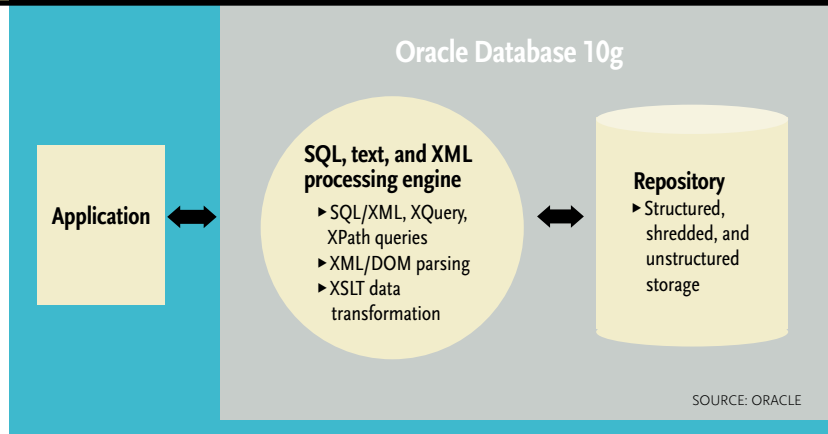 Oracle Database 10g
Application
SQL, text, and XML
processing engine
▸ SQL/XML, XQuery,
XPath queries
▸ XML/DOM parsing
▸ XSLT data
transformation
Repository
▸ Structured,
shredded, and
unstructured
storage
SOURCE: ORACLE